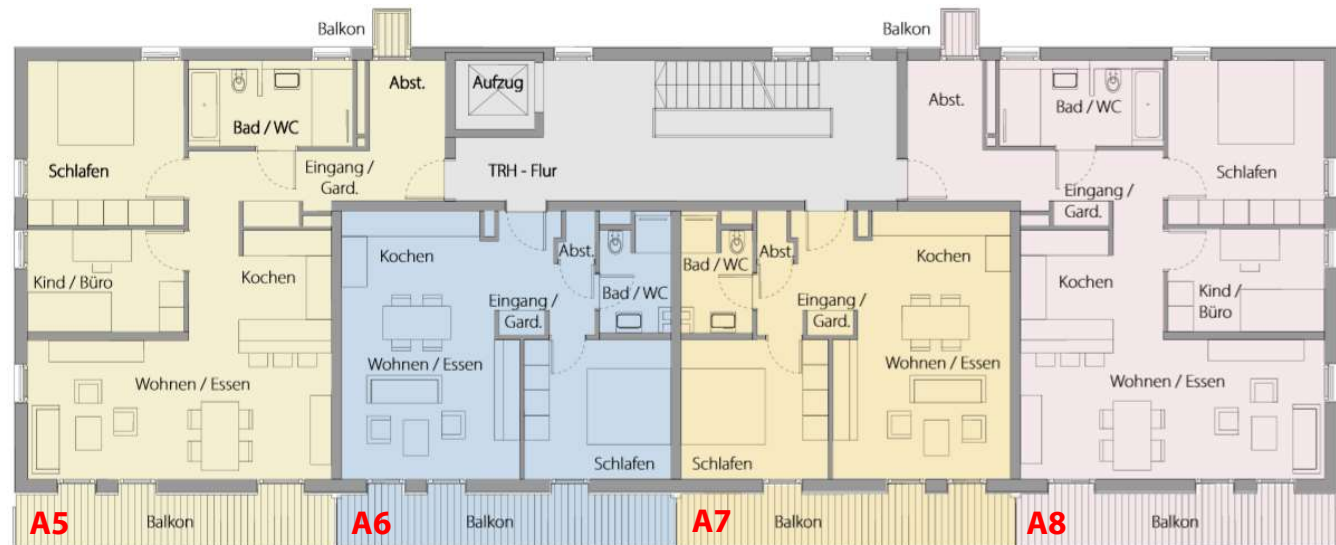 Balkon
Balkon
Abst.
Aufzug
Abst.
Bad / WC
Bad / WC
Schlafen
Eingang /
Gard.
TRH - Flur
Eingang /
Gard.
Schlafen
Kind / Büro
Kochen
Kochen
Abst.
Bad / WC
Eingang /
Gard.
Bad / WC
Abst.
Kochen
Eingang /
Gard.
Kochen
Kind /
Büro
Wohnen / Essen
Wohnen / Essen
Wohnen / Essen
Wohnen / Essen
Schlafen
Schlafen
A5
Balkon
A6
Balkon
A7
Balkon
A8
Balkon